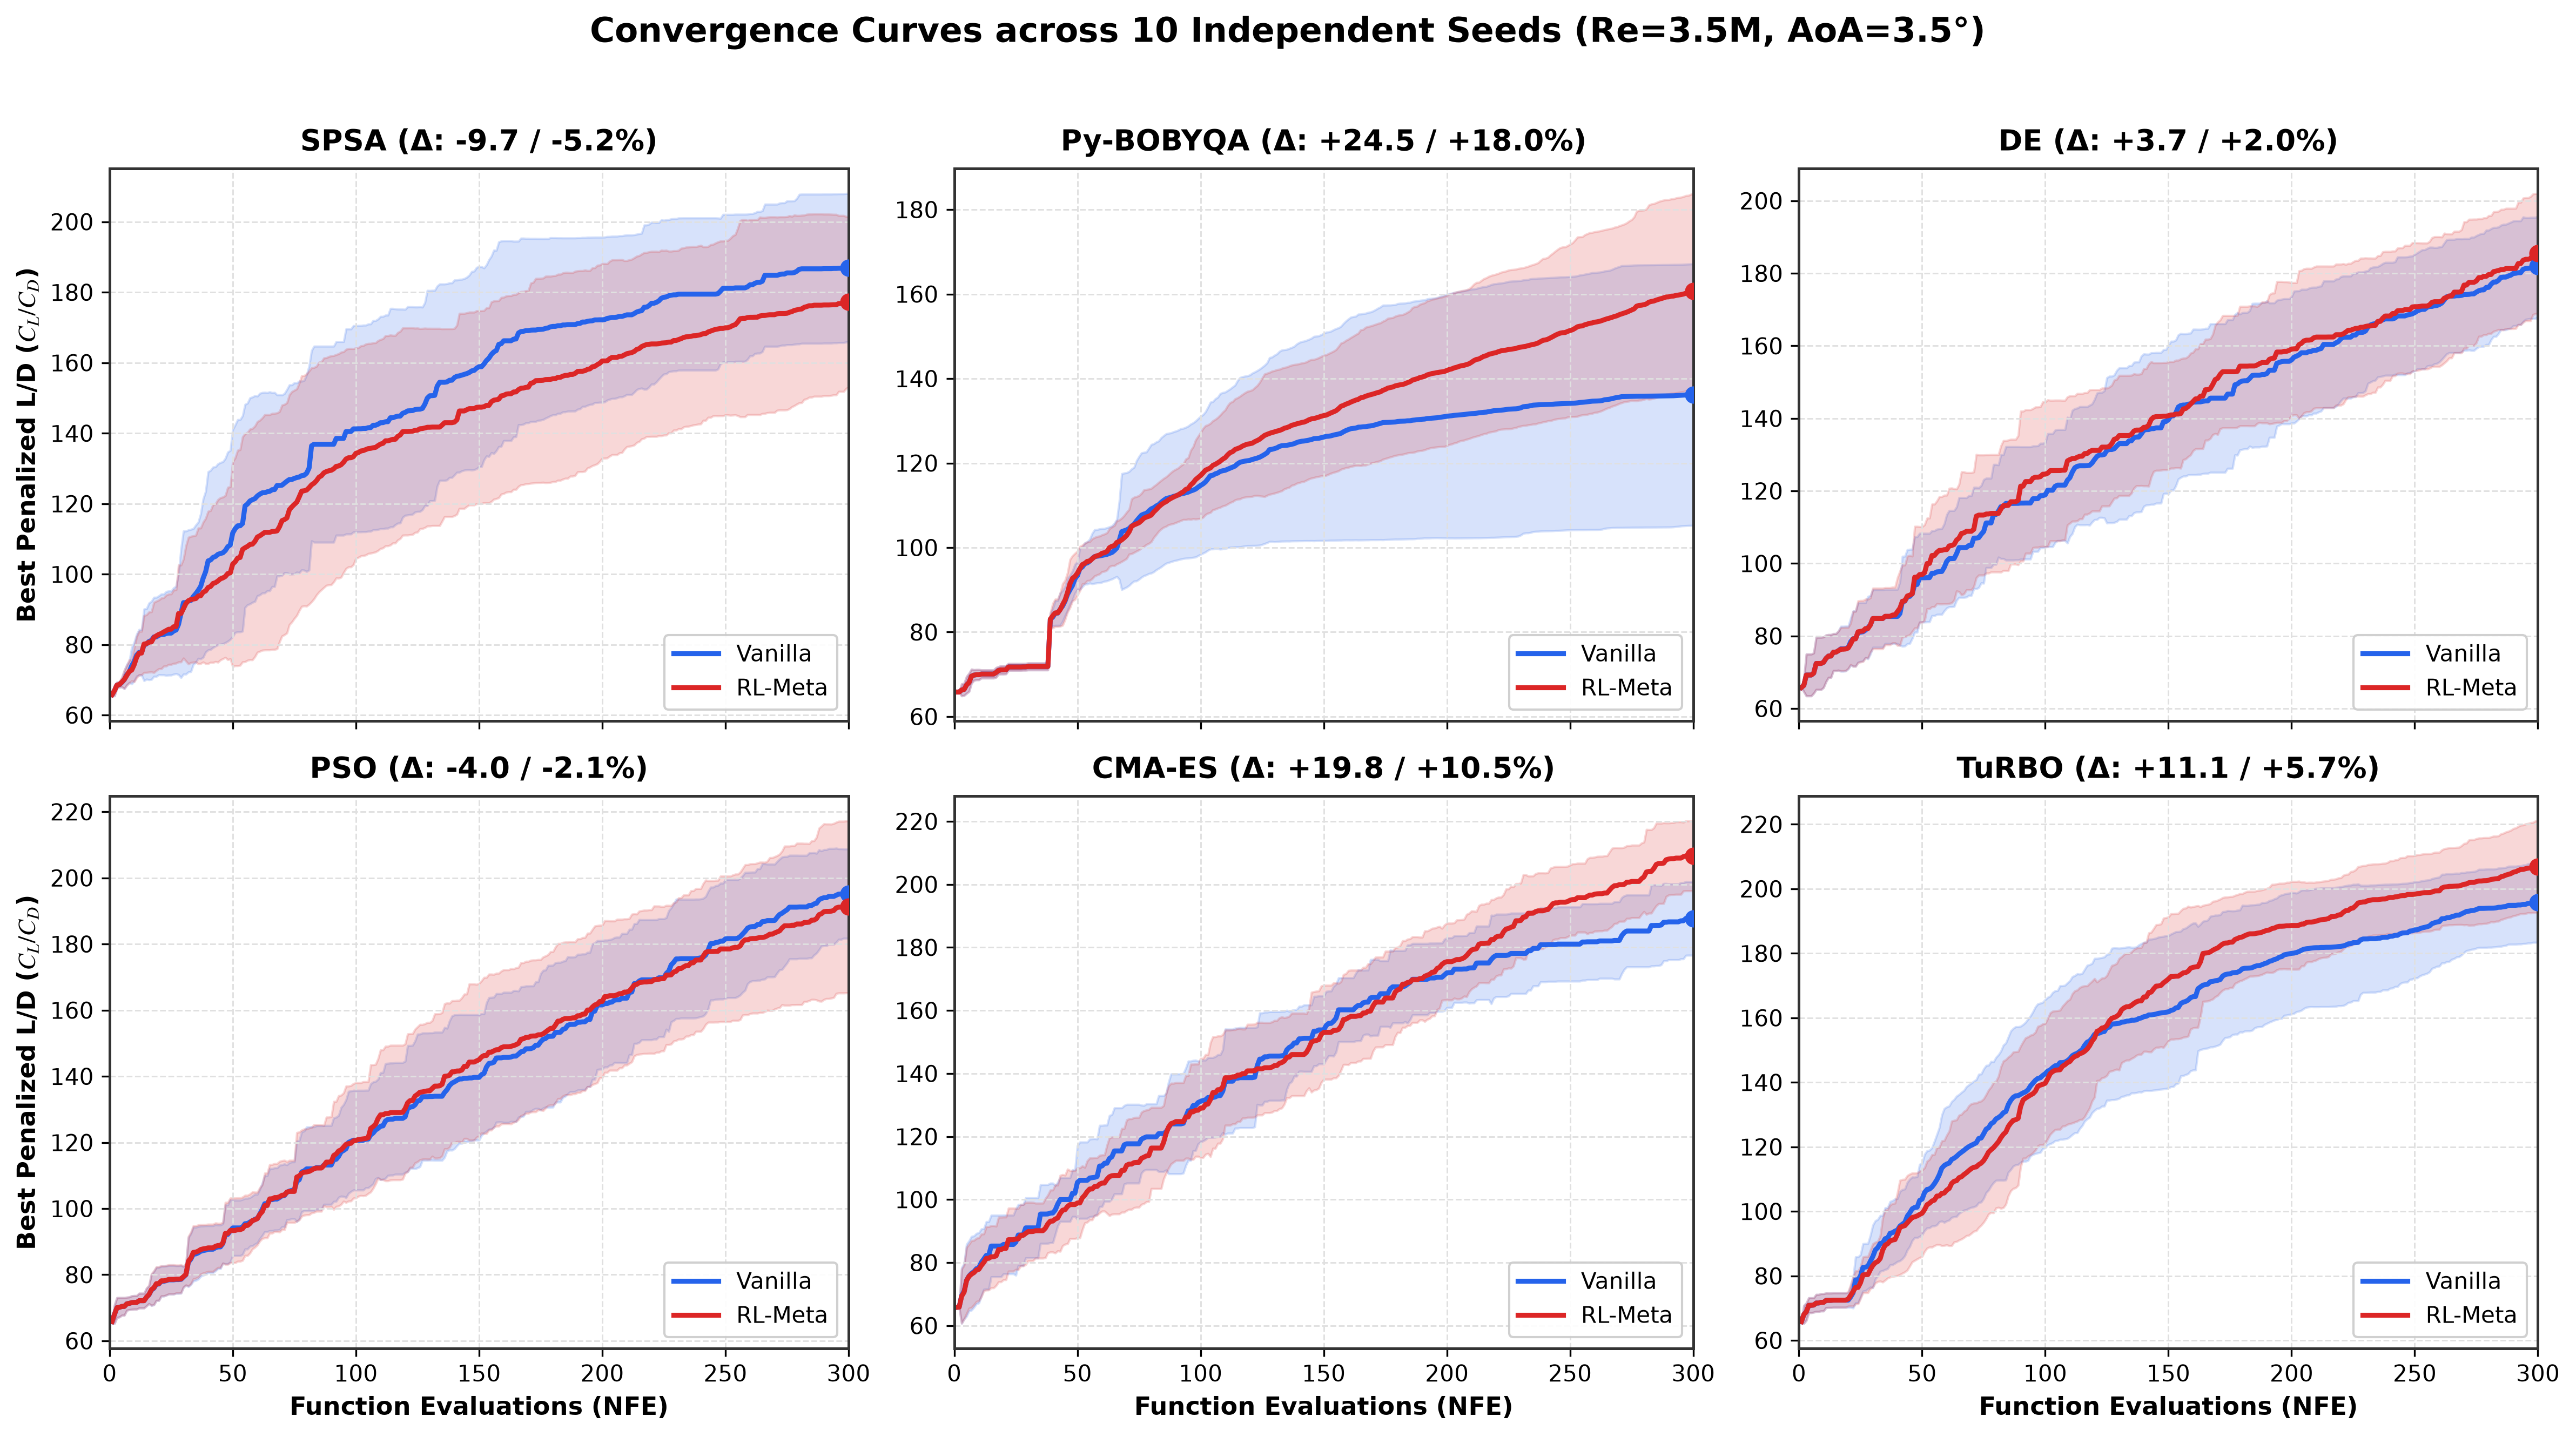 Convergence Curves across 10 Independent Seeds (Re=3.5M, AoA=3.5°)
SPSA (Δ: -9.7 / -5.2%)
Best Penalized L/D (C_L/C_D)
200
180
160
140
120
100
80
60
Vanilla
RL-Meta
Py-BOBYQA (Δ: +24.5 / +18.0%)
180
160
140
120
100
80
60
Vanilla
RL-Meta
DE (Δ: +3.7 / +2.0%)
200
180
160
140
120
100
80
60
Vanilla
RL-Meta
PSO (Δ: -4.0 / -2.1%)
Best Penalized L/D (C_L/C_D)
220
200
180
160
140
120
100
80
60
Vanilla
RL-Meta
0 50 100 150 200 250 300
Function Evaluations (NFE)
CMA-ES (Δ: +19.8 / +10.5%)
220
200
180
160
140
120
100
80
60
Vanilla
RL-Meta
0 50 100 150 200 250 300
Function Evaluations (NFE)
TuRBO (Δ: +11.1 / +5.7%)
220
200
180
160
140
120
100
80
60
Vanilla
RL-Meta
0 50 100 150 200 250 300
Function Evaluations (NFE)